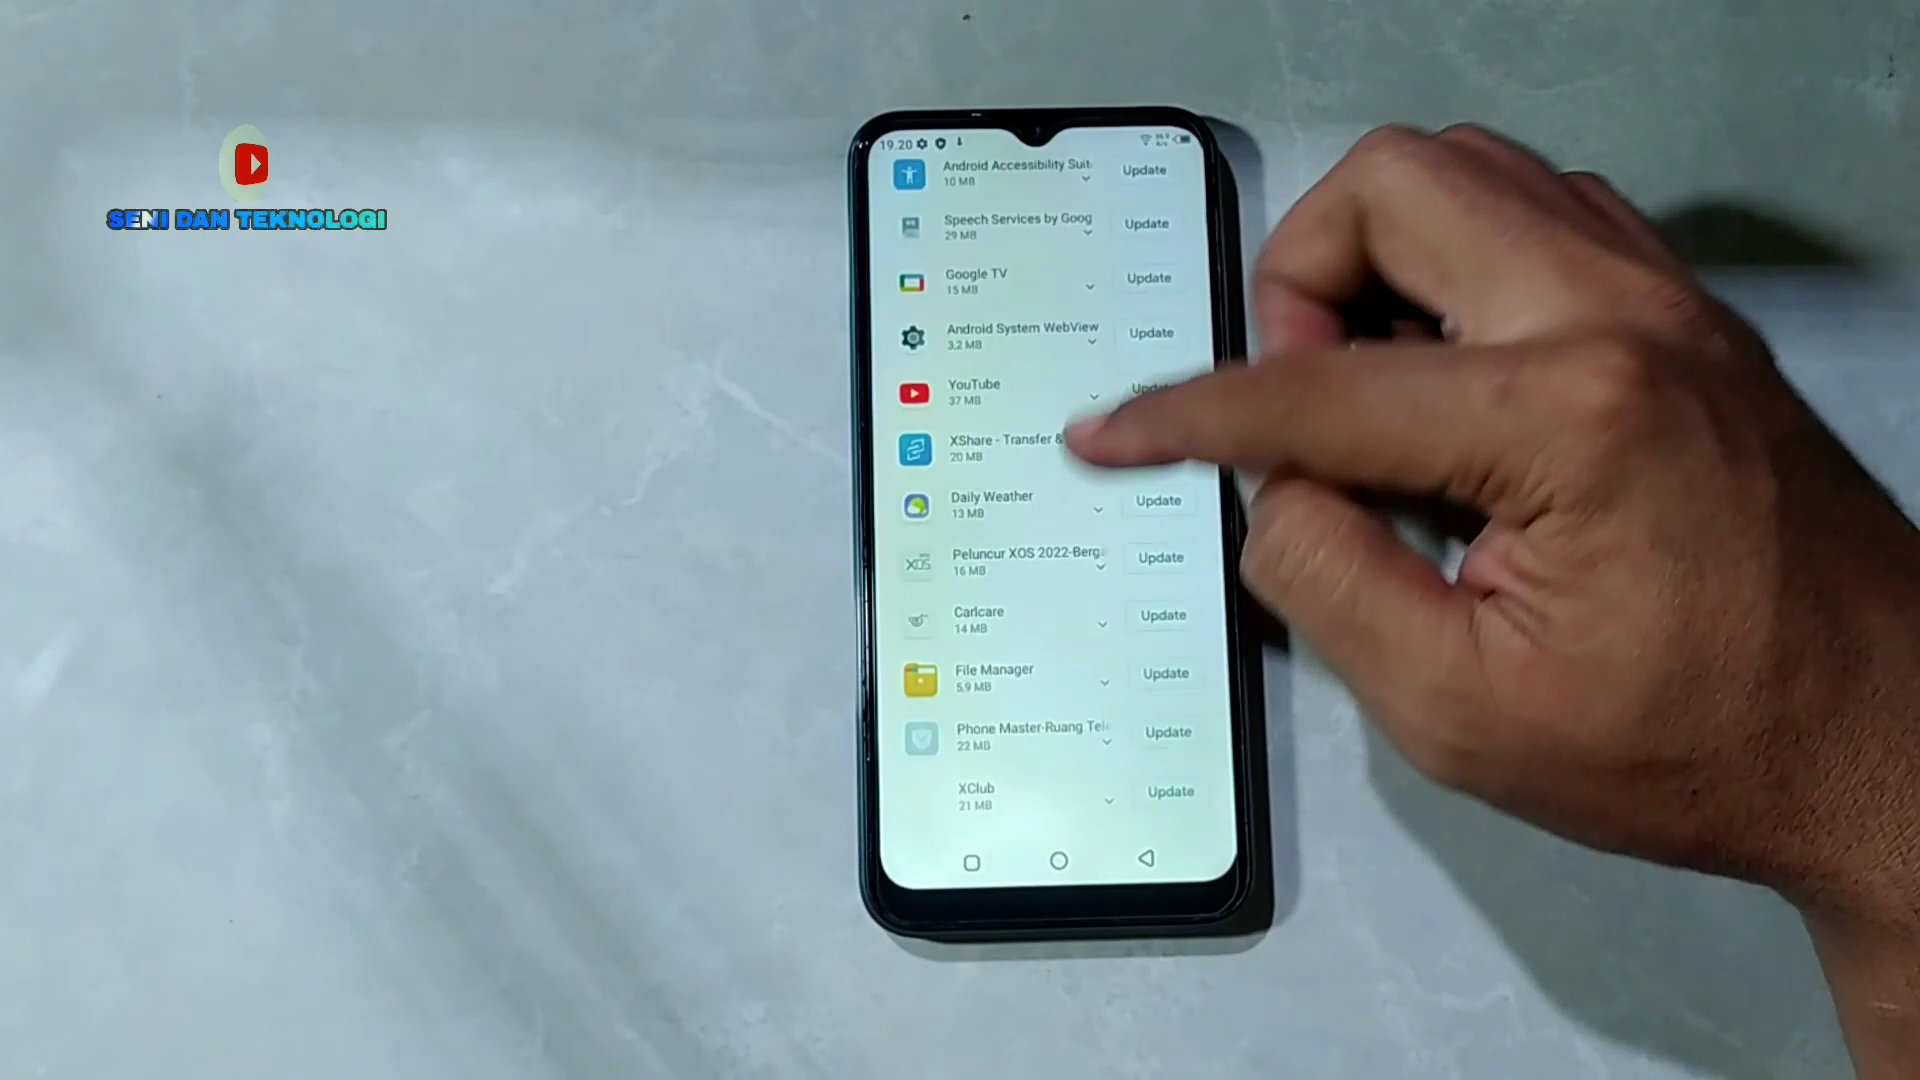 SENI DAN TEKNOLOGI
19.20
Android Accessibility Suit
10 MB
Update
Speech Services by Goog
29 MB
Update
Google TV
15 MB
Update
Android System WebView
3,2 MB
Update
YouTube
37 MB
XShare - Transfer &
20 MB
Daily Weather
13 MB
Update
Peluncur XOS 2022-Berg
16 MB
Update
XOS
Carlcare
14 MB
Update
File Manager
5,9 MB
Update
Phone Master-Ruang Tel
22 MB
Update
XClub
21 MB
Update